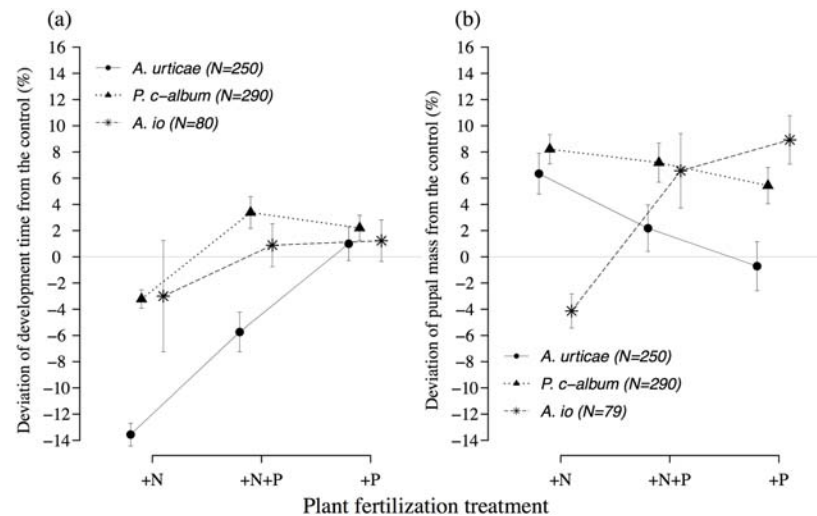 (a)
Deviation of development time from the control (%)
16
14
12
10
8
6
4
2
0
−2
−4
−6
−8
−10
−12
−14
A. urticae (N=250)
P. c−album (N=290)
A. io (N=80)
+N
+N+P
+P
(b)
Deviation of pupal mass from the control (%)
16
14
12
10
8
6
4
2
0
−2
−4
−6
−8
−10
−12
−14
A. urticae (N=250)
P. c−album (N=290)
A. io (N=79)
+N
+N+P
+P
Plant fertilization treatment